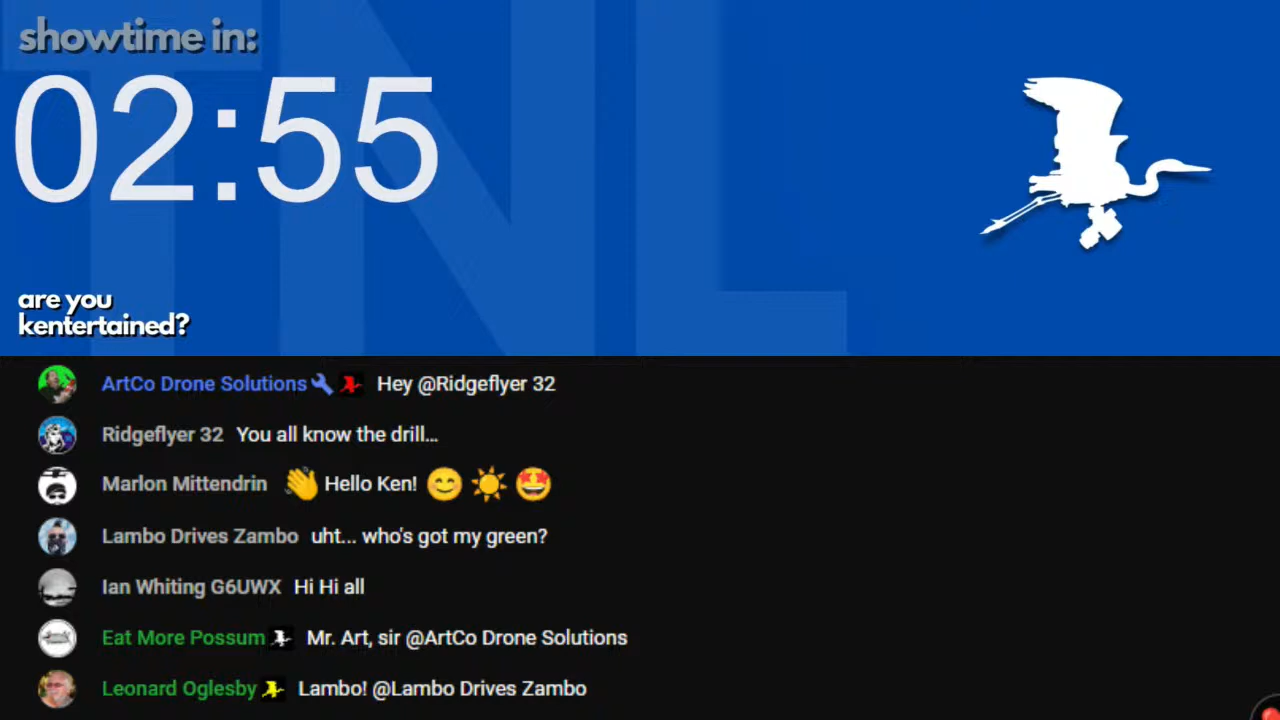 showtime in:
02:55
TNL
are you
kentertained?
ArtCo Drone Solutions Hey @Ridgeflyer 32
Ridgeflyer 32 You all know the drill...
Marlon Mittendrin 👋 Hello Ken! 😊 ☀️ 🤩
Lambo Drives Zambo uht... who's got my green?
Ian Whiting G6UWX Hi Hi all
Eat More Possum Mr. Art, sir @ArtCo Drone Solutions
Leonard Oglesby Lambo! @Lambo Drives Zambo